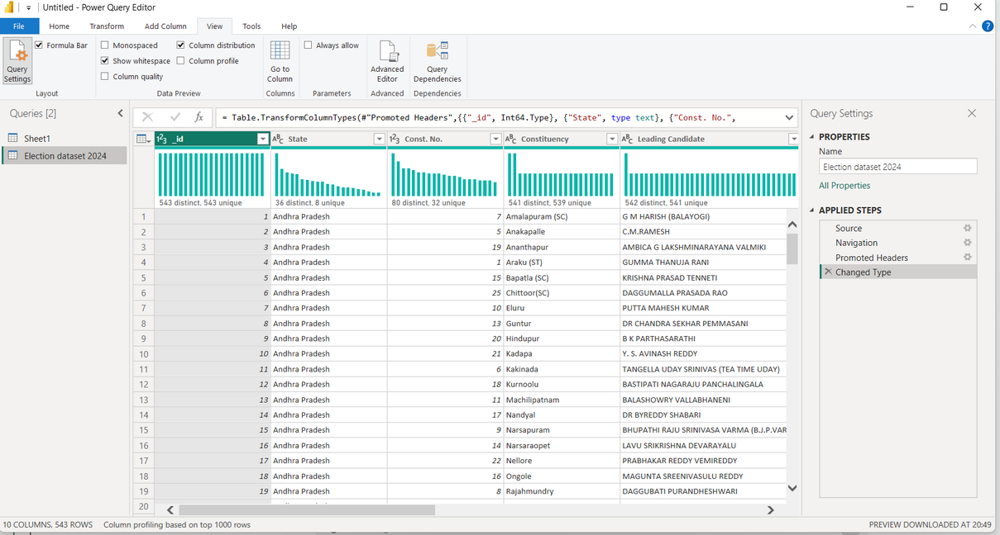 Untitled - Power Query Editor
File Home Transform Add Column View Tools Help
Query Settings
Formula Bar
Layout
Monospaced
Show whitespace
Column quality
Column distribution
Column profile
Data Preview
Go to Column
Columns
Always allow
Parameters
Advanced Editor
Advanced
Query Dependencies
Dependencies
Queries [2]
Sheet1
Election dataset 2024
fx = Table.TransformColumnTypes(#"Promoted Headers",{{"_id", Int64.Type}, {"State", type text}, {"Const. No.",
123 _id ABC State 123 Const. No. ABC Constituency ABC Leading Candidate
543 distinct, 543 unique 36 distinct, 8 unique 80 distinct, 32 unique 541 distinct, 539 unique 542 distinct, 541 unique
1 1 Andhra Pradesh 7 Amalapuram (SC) G M HARISH (BALAYOGI)
2 2 Andhra Pradesh 5 Anakapalle C.M.RAMESH
3 3 Andhra Pradesh 19 Ananthapur AMBICA G LAKSHMINARAYANA VALMIKI
4 4 Andhra Pradesh 1 Araku (ST) GUMMA THANUJA RANI
5 5 Andhra Pradesh 15 Bapatla (SC) KRISHNA PRASAD TENNETI
6 6 Andhra Pradesh 25 Chittoor(SC) DAGGUMALLA PRASADA RAO
7 7 Andhra Pradesh 10 Eluru PUTTA MAHESH KUMAR
8 8 Andhra Pradesh 13 Guntur DR CHANDRA SEKHAR PEMMASANI
9 9 Andhra Pradesh 20 Hindupur B K PARTHASARATHI
10 10 Andhra Pradesh 21 Kadapa Y. S. AVINASH REDDY
11 11 Andhra Pradesh 6 Kakinada TANGELLA UDAY SRINIVAS (TEA TIME UDAY)
12 12 Andhra Pradesh 18 Kurnoolu BASTIPATI NAGARAJU PANCHALINGALA
13 13 Andhra Pradesh 11 Machilipatnam BALASHOWRY VALLABHANENI
14 14 Andhra Pradesh 17 Nandyal DR BYREDDY SHABARI
15 15 Andhra Pradesh 9 Narsapuram BHUPATHI RAJU SRINIVASA VARMA (B.J.P.VAR
16 16 Andhra Pradesh 14 Narsaraopet LAVU SRIKRISHNA DEVARAYALU
17 17 Andhra Pradesh 22 Nellore PRABHAKAR REDDY VEMIREDDY
18 18 Andhra Pradesh 16 Ongole MAGUNTA SREENIVASULU REDDY
19 19 Andhra Pradesh 8 Rajahmundry DAGGUBATI PURANDHESHWARI
20
Query Settings
PROPERTIES
Name
Election dataset 2024
All Properties
APPLIED STEPS
Source
Navigation
Promoted Headers
Changed Type
10 COLUMNS, 543 ROWS Column profiling based on top 1000 rows PREVIEW DOWNLOADED AT 20:49